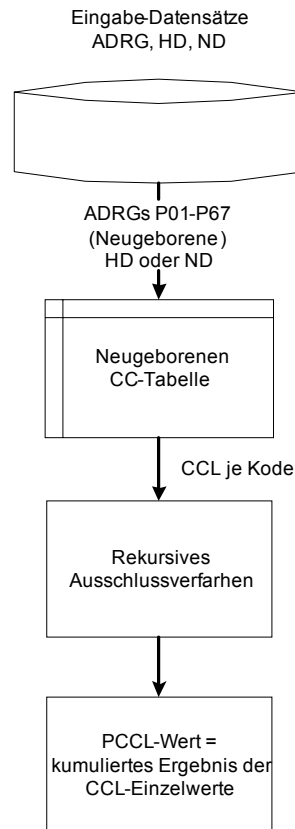 Eingabe-Datensätze
ADRG, HD, ND
ADRGs P01-P67
(Neugeborene)
HD oder ND
Neugeborenen
CC-Tabelle
CCL je Kode
Rekursives
Ausschlussverfarhen
PCCL-Wert =
kumuliertes Ergebnis der
CCL-Einzelwerte